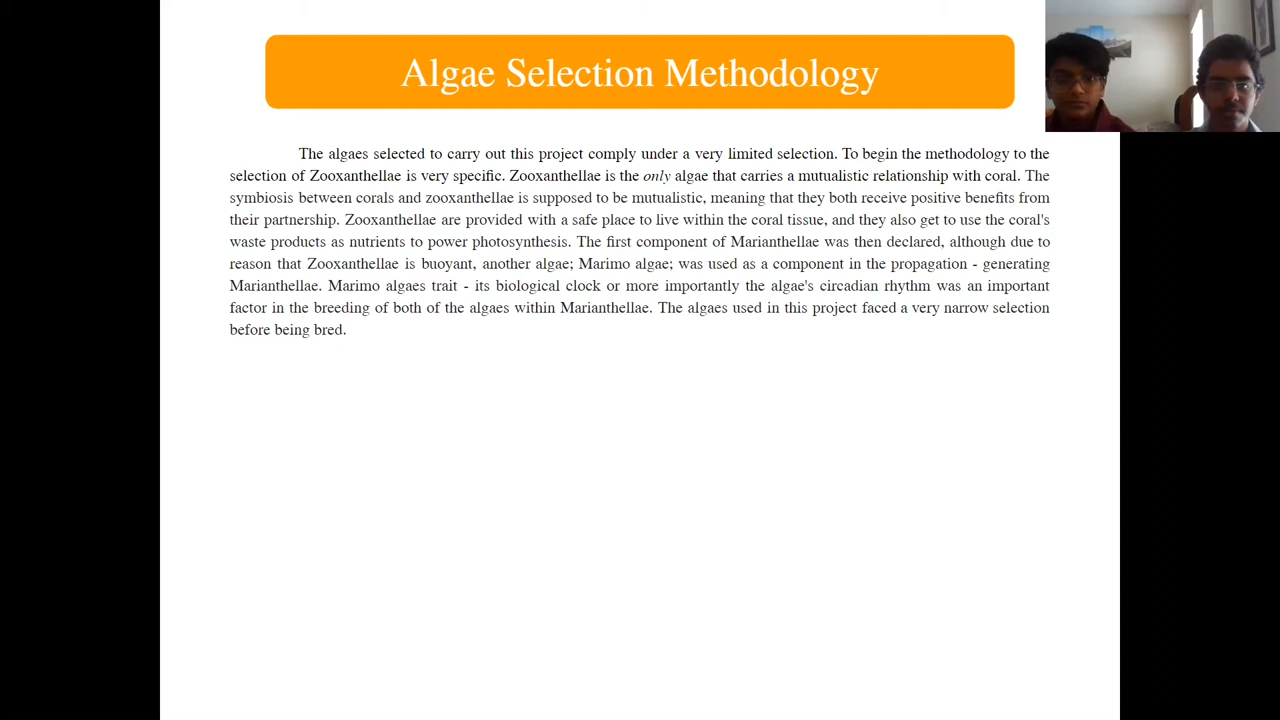 Algae Selection Methodology
The algaes selected to carry out this project comply under a very limited selection. To begin the methodology to the
selection of Zooxanthellae is very specific. Zooxanthellae is the only algae that carries a mutualistic relationship with coral. The
symbiosis between corals and zooxanthellae is supposed to be mutualistic, meaning that they both receive positive benefits from
their partnership. Zooxanthellae are provided with a safe place to live within the coral tissue, and they also get to use the coral's
waste products as nutrients to power photosynthesis. The first component of Marianthellae was then declared, although due to
reason that Zooxanthellae is buoyant, another algae; Marimo algae; was used as a component in the propagation - generating
Marianthellae. Marimo algaes trait - its biological clock or more importantly the algae's circadian rhythm was an important
factor in the breeding of both of the algaes within Marianthellae. The algaes used in this project faced a very narrow selection
before being bred.